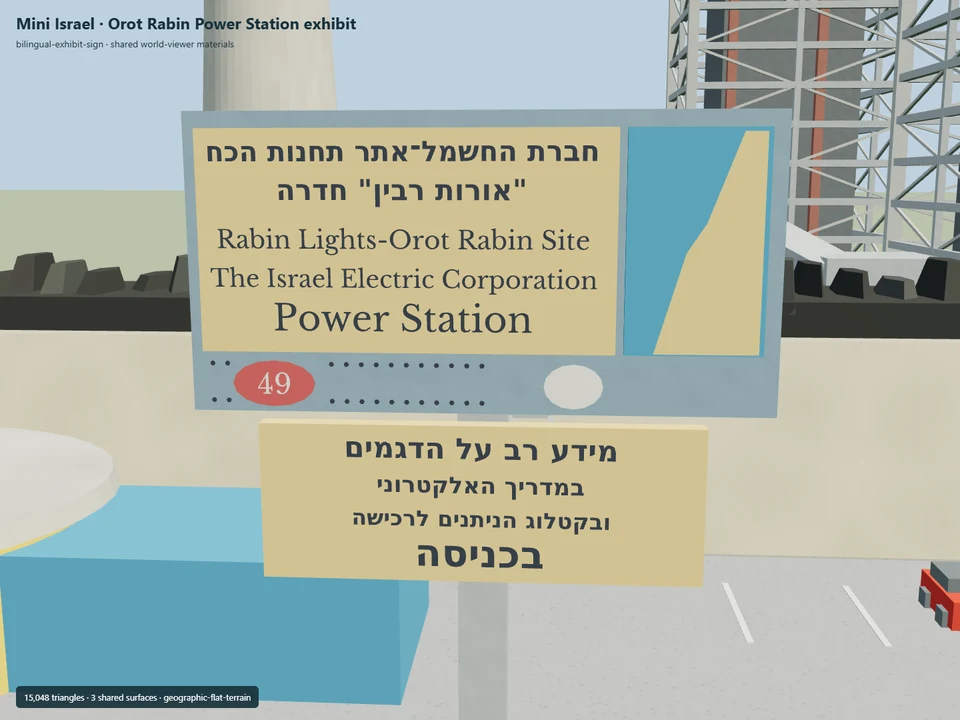 Mini Israel · Orot Rabin Power Station exhibit
bilingual-exhibit-sign · shared world-viewer materials
חברת החשמל־אתר תחנות הכח
"אורות רבין" חדרה
Rabin Lights-Orot Rabin Site
The Israel Electric Corporation
Power Station
49
מידע רב על הדגמים
במדריך האלקטרוני
ובקטלוג הניתנים לרכישה
בכניסה
15,048 triangles · 3 shared surfaces · geographic-flat-terrain